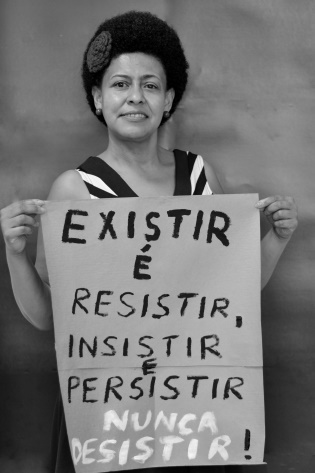 EXISTIR
É
RESISTIR,
INSISTIR
E
PERSISTIR
NUNCA
DESISTIR!